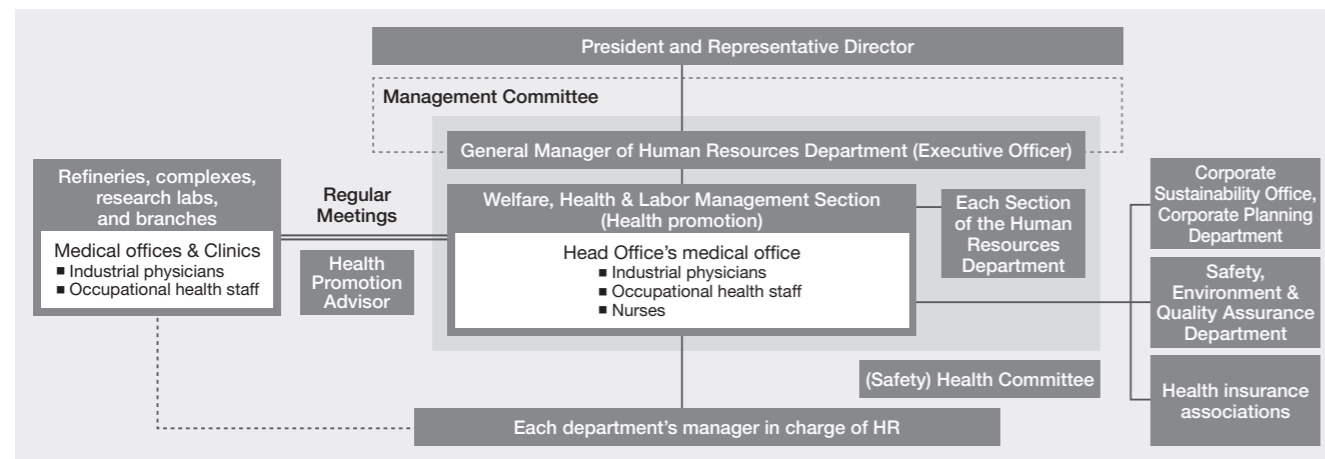 President and Representative Director
Management Committee
General Manager of Human Resources Department (Executive Officer)
Refineries, complexes,
research labs,
and branches
Medical offices & Clinics
■ Industrial physicians
■ Occupational health staff
Regular
Meetings
Health
Promotion
Advisor
Welfare, Health & Labor Management Section
(Health promotion)
Head Office's medical office
■ Industrial physicians
■ Occupational health staff
■ Nurses
Each Section
of the Human
Resources
Department
Corporate
Sustainability Office,
Corporate Planning
Department
Safety,
Environment &
Quality Assurance
Department
Health insurance
associations
(Safety) Health Committee
Each department's manager in charge of HR